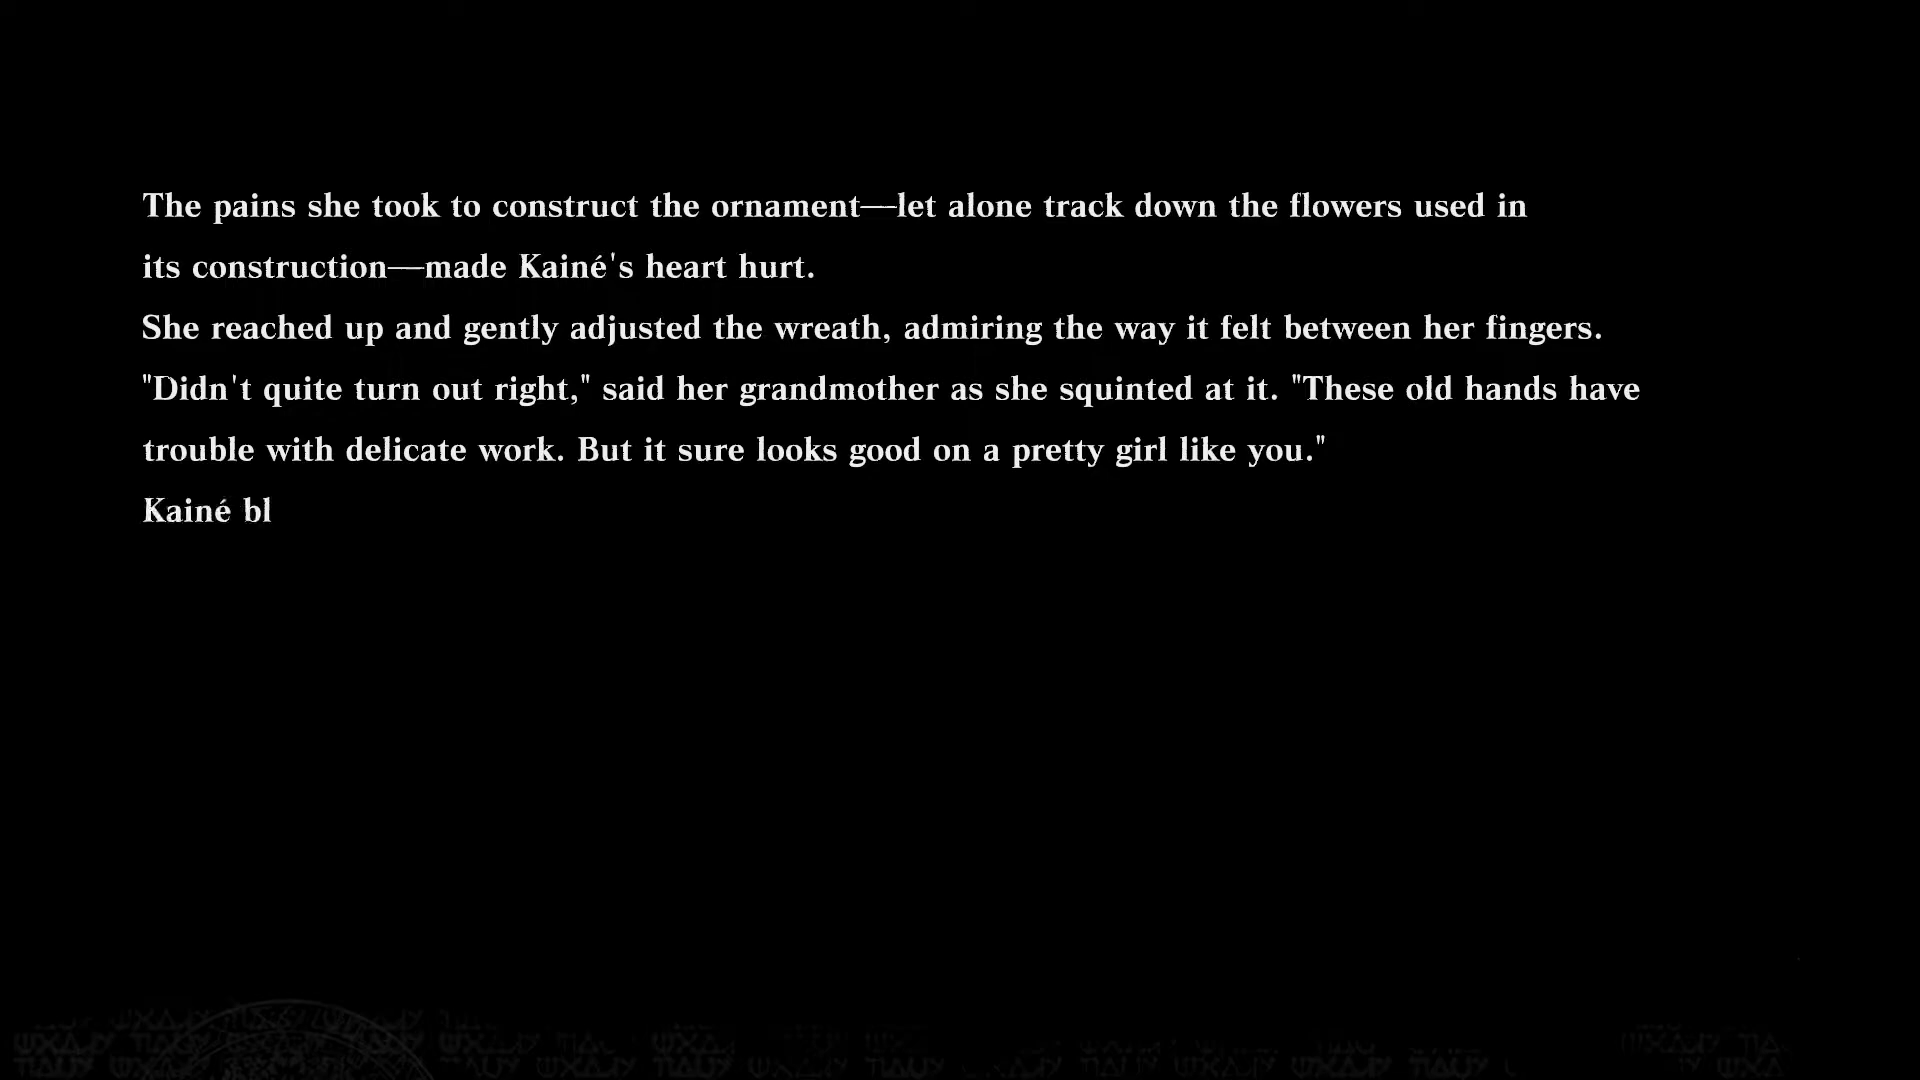 The pains she took to construct the ornament—let alone track down the flowers used in
its construction—made Kainé's heart hurt.
She reached up and gently adjusted the wreath, admiring the way it felt between her fingers.
"Didn't quite turn out right," said her grandmother as she squinted at it. "These old hands have
trouble with delicate work. But it sure looks good on a pretty girl like you."
Kainé bl